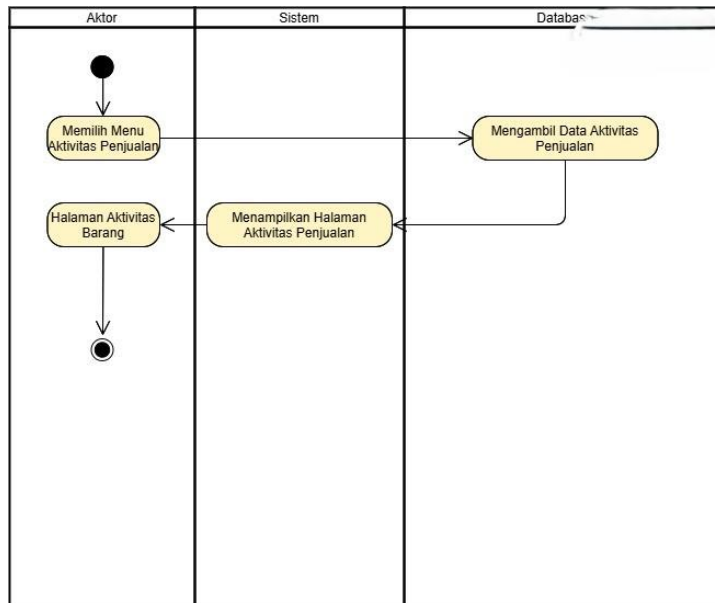 Aktor
Sistem
Memilih Menu
Aktivitas Penjualan
Mengambil Data Aktivitas
Penjualan
Halaman Aktivitas
Barang
Menampilkan Halaman
Aktivitas Penjualan